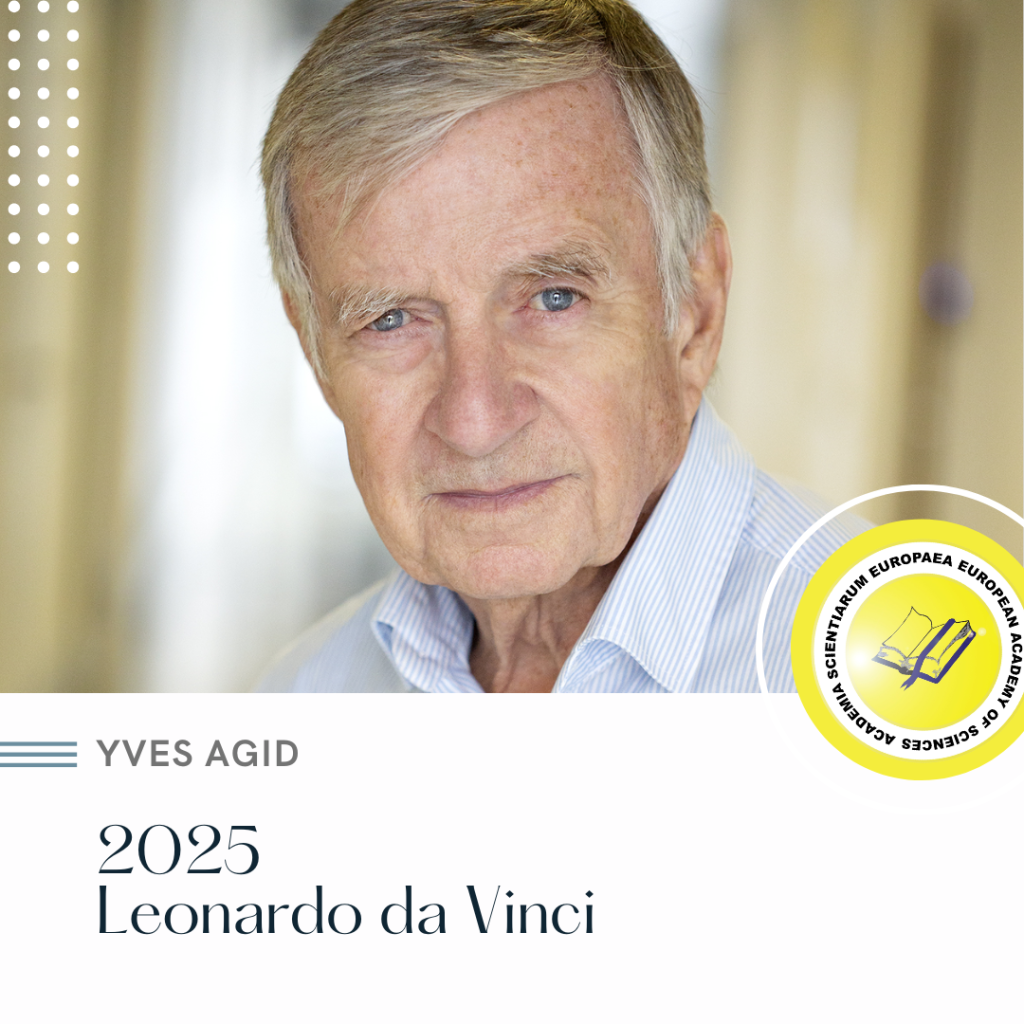 ACADEMIA SCIENTIARUM EUROPAEA EUROPEAN ACADEMY OF SCIENCES
YVES AGID
2025
Leonardo da Vinci